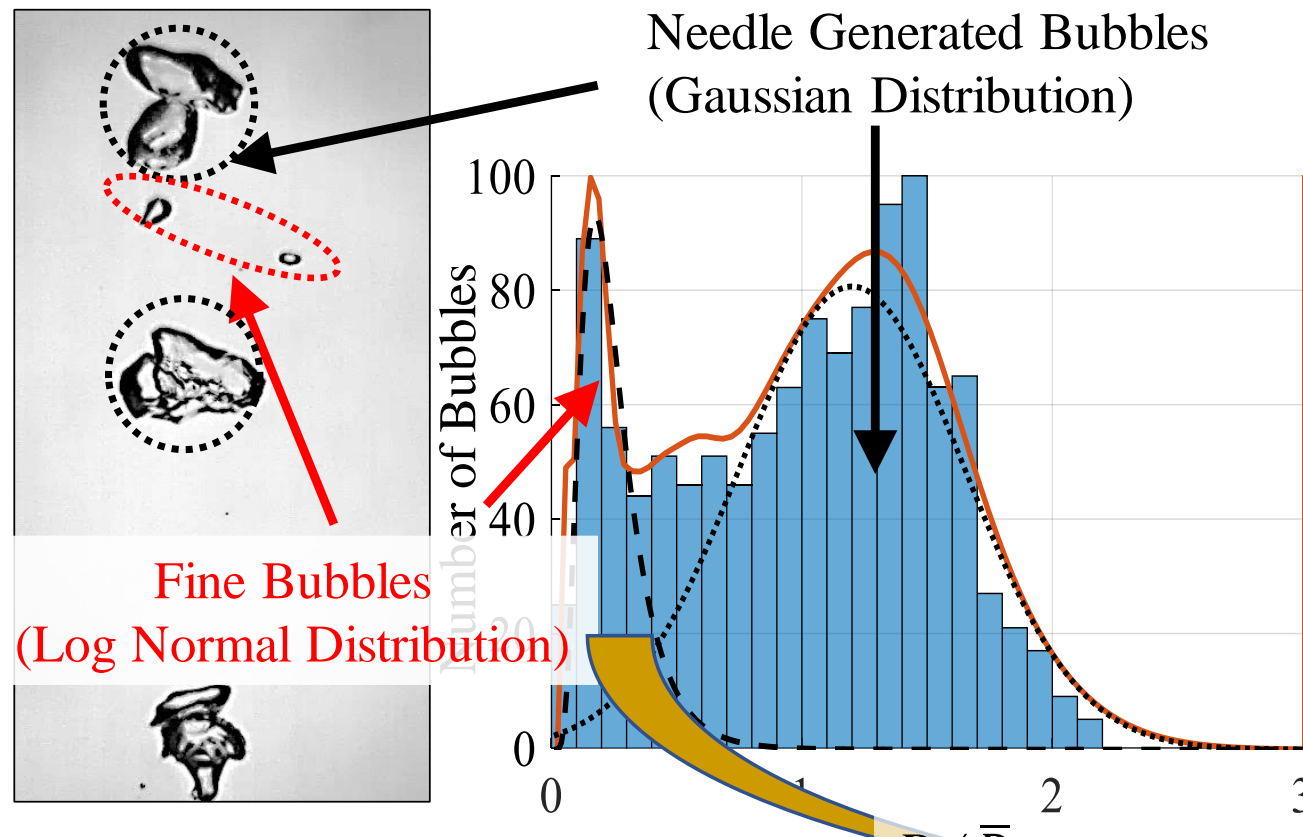 Needle Generated Bubbles
(Gaussian Distribution)
100
80
60
40
20
0
Number of Bubbles
Fine Bubbles
(Log Normal Distribution)
0
1
2
3